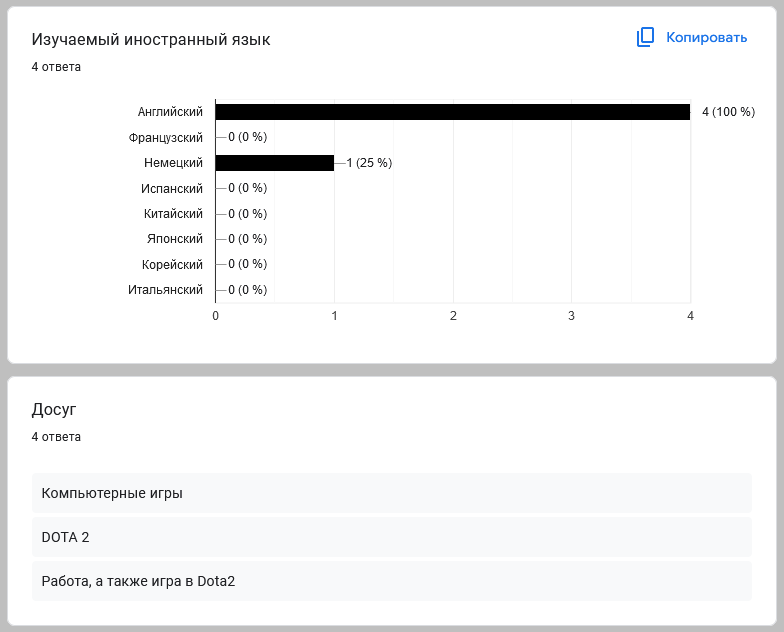 Изучаемый иностранный язык
Копировать
4 ответа
Английский 4 (100 %)
Французский 0 (0 %)
Немецкий 1 (25 %)
Испанский 0 (0 %)
Китайский 0 (0 %)
Японский 0 (0 %)
Корейский 0 (0 %)
Итальянский 0 (0 %)
0 1 2 3 4
Досуг
4 ответа
Компьютерные игры
DOTA 2
Работа, а также игра в Dota2